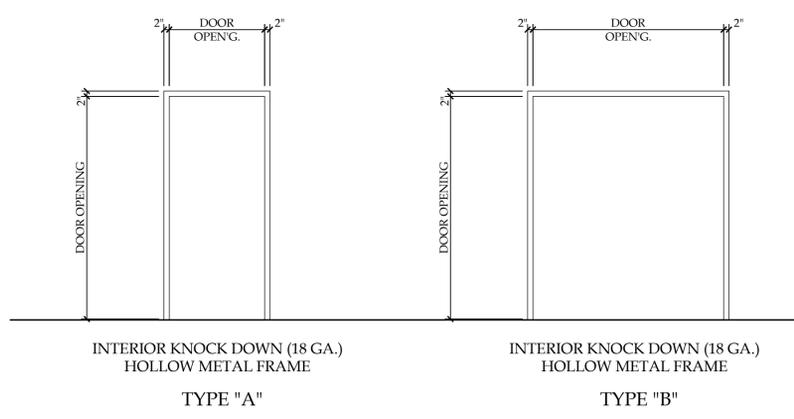 2" DOOR 2"
OPEN'G.
2"
DOOR OPENING
INTERIOR KNOCK DOWN (18 GA.)
HOLLOW METAL FRAME
TYPE "A"
2" DOOR 2"
OPEN'G.
2"
DOOR OPENING
INTERIOR KNOCK DOWN (18 GA.)
HOLLOW METAL FRAME
TYPE "B"